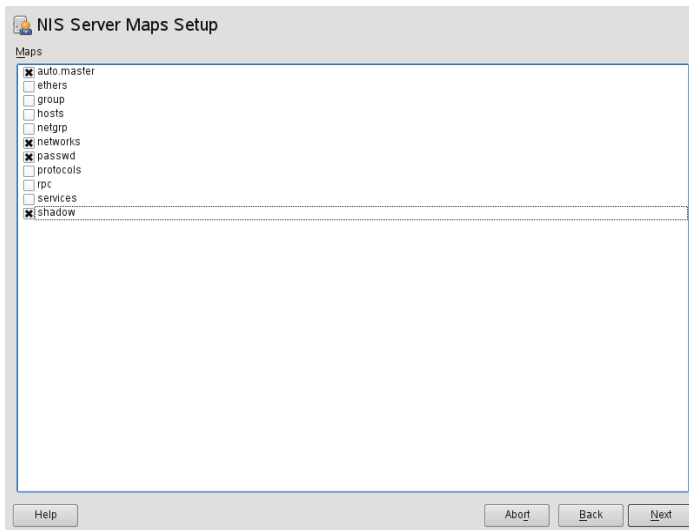 NIS Server Maps Setup
Maps
auto.master
ethers
group
hosts
netgrp
networks
passwd
protocols
rpc
services
shadow
Help
Abort
Back
Next